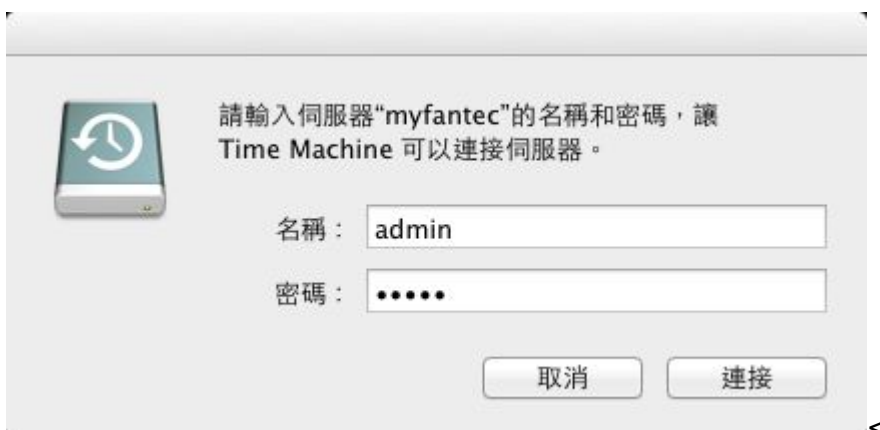 請輸入伺服器“myfantec”的名稱和密碼，讓
Time Machine 可以連接伺服器。
名稱： admin
密碼： •••••
取消 連接
<